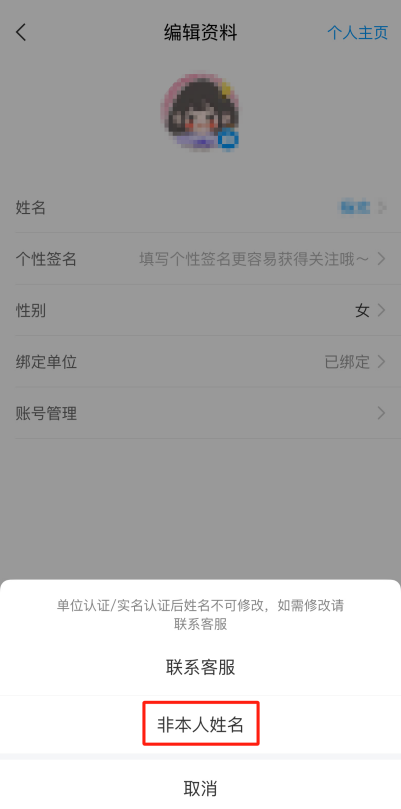 编辑资料
个人主页
姓名
个性签名
填写个性签名更容易获得关注哦～
性别
女
绑定单位
已绑定
账号管理
单位认证/实名认证后姓名不可修改，如需修改请
联系客服
联系客服
非本人姓名
取消